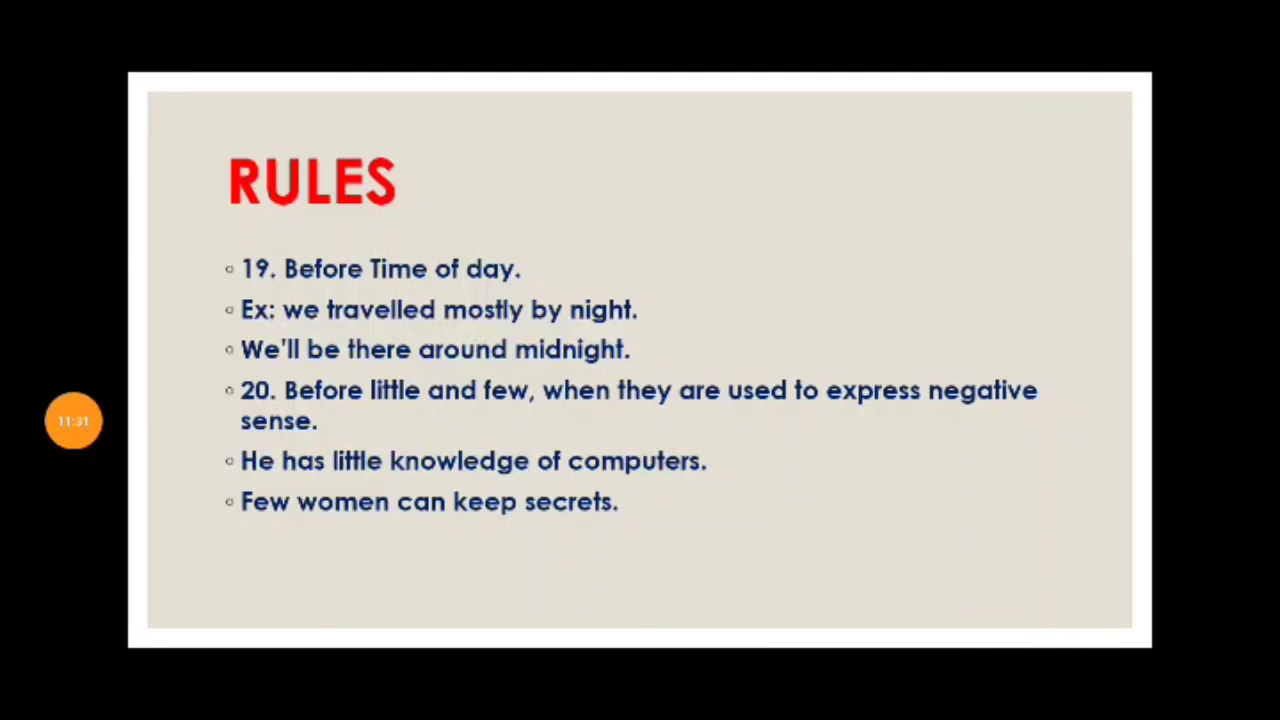 RULES
19. Before Time of day.
Ex: we travelled mostly by night.
We'll be there around midnight.
20. Before little and few, when they are used to express negative
sense.
11:31
He has little knowledge of computers.
Few women can keep secrets.